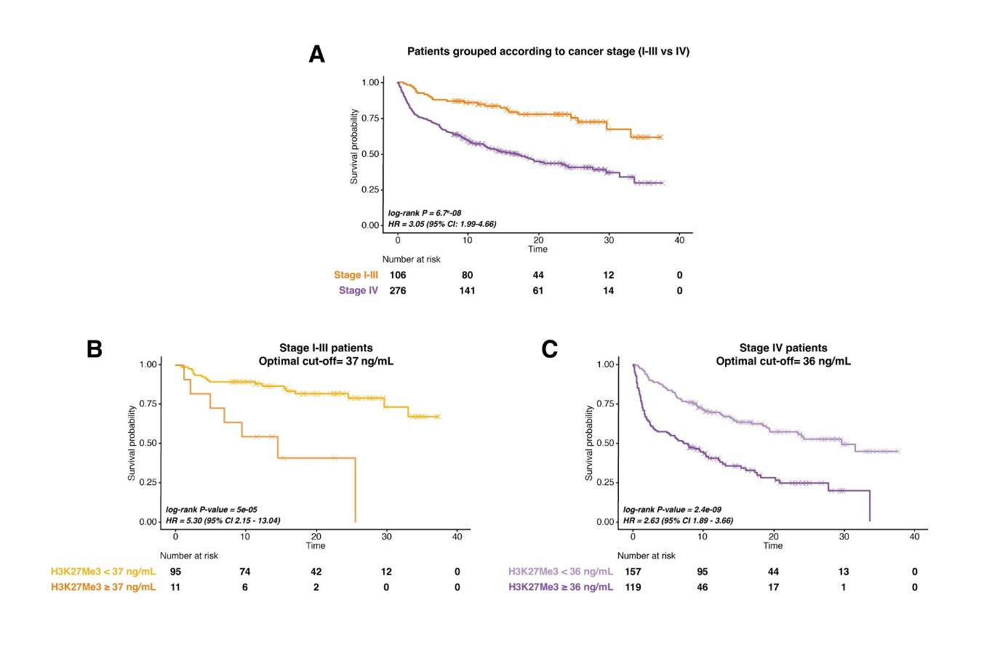 A
Patients grouped according to cancer stage (I-III vs IV)
1.00
0.75
0.50
0.25
0.00
Survival probability
log-rank P = 6.7e-08
HR = 3.05 (95% CI: 1.99-4.66)
0 10 20 30 40
Time
Number at risk
Stage I-III 106 80 44 12 0
Stage IV 276 141 61 14 0
B
Stage I-III patients
Optimal cut-off= 37 ng/mL
1.00
0.75
0.50
0.25
0.00
Survival probability
log-rank P-value = 5e-05
HR = 5.30 (95% CI 2.15 - 13.04)
0 10 20 30 40
Time
Number at risk
H3K27Me3 < 37 ng/mL 95 74 42 12 0
H3K27Me3 ≥ 37 ng/mL 11 6 2 0 0
C
Stage IV patients
Optimal cut-off= 36 ng/mL
1.00
0.75
0.50
0.25
0.00
Survival probability
log-rank P-value = 2.4e-09
HR = 2.63 (95% CI 1.89 - 3.66)
0 10 20 30 40
Time
Number at risk
H3K27Me3 < 36 ng/mL 157 95 44 13 0
H3K27Me3 ≥ 36 ng/mL 119 46 17 1 0